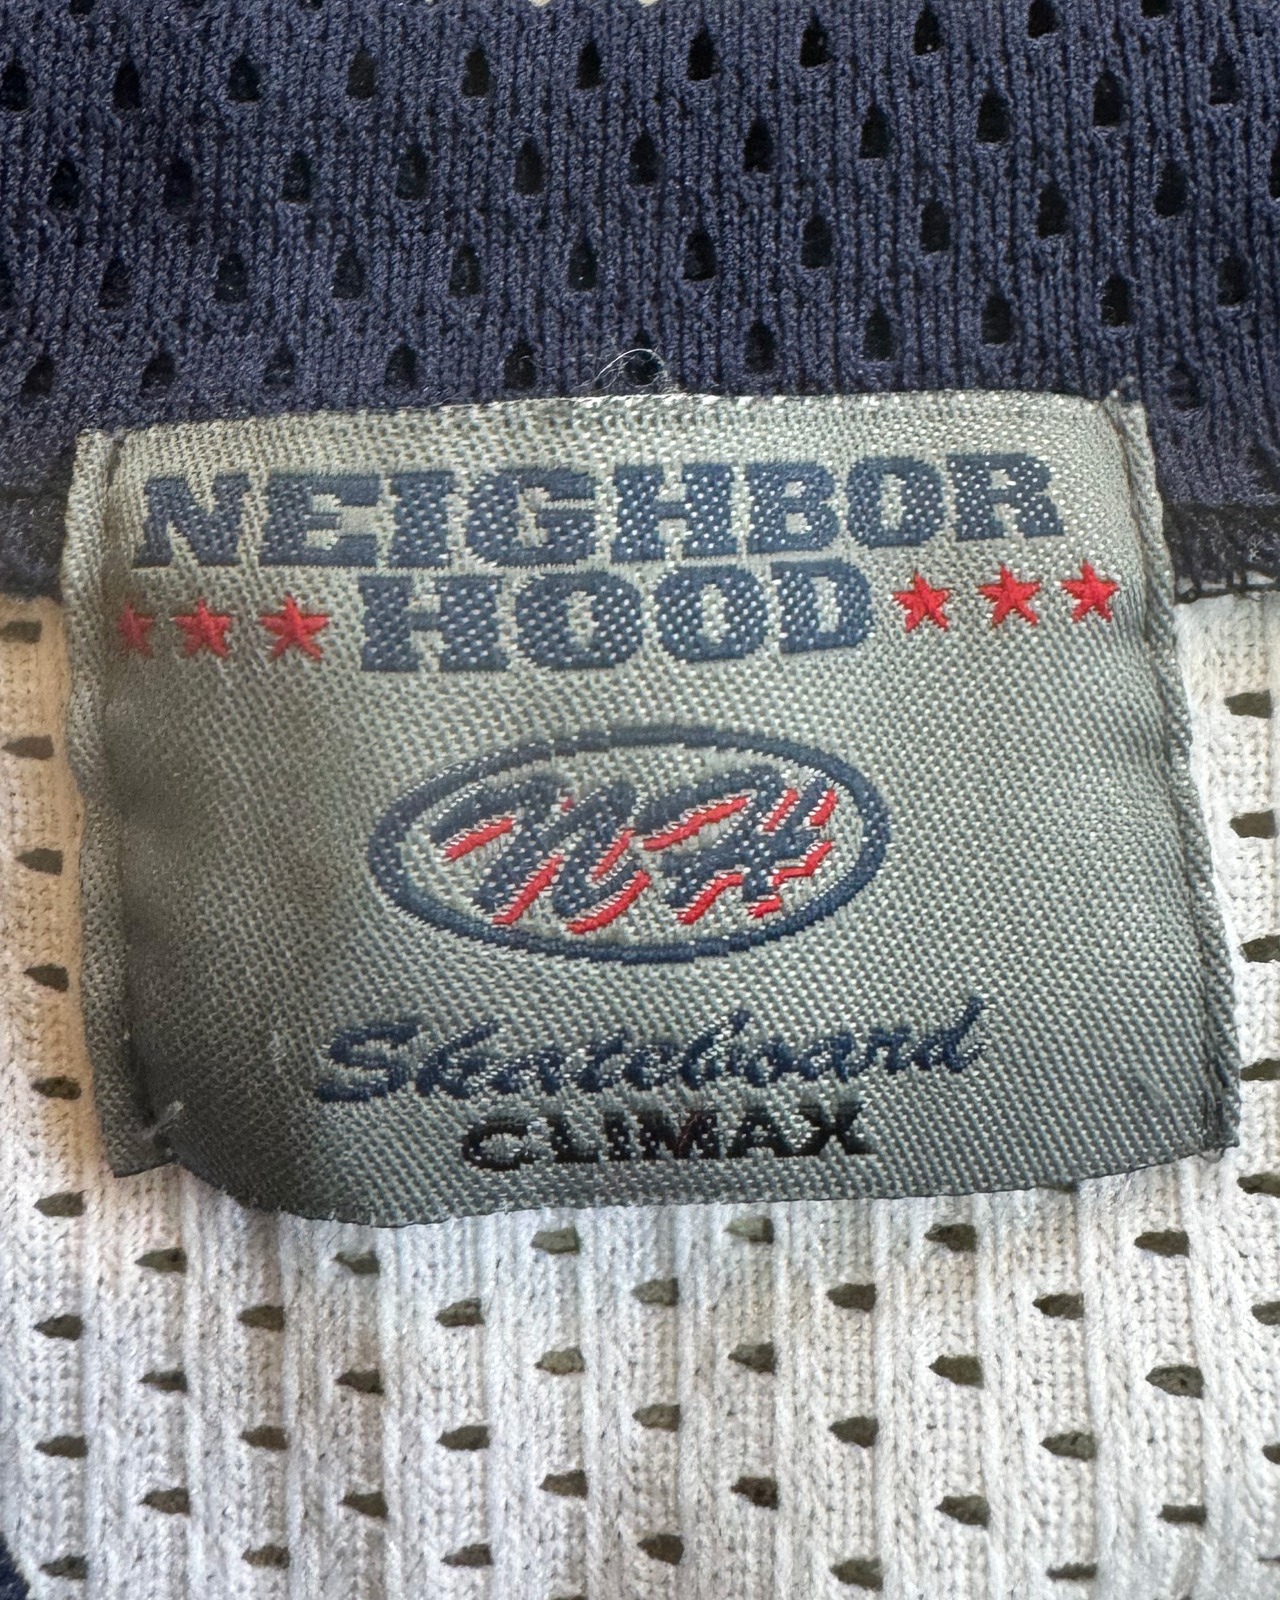 NEIGHBOR
HOOD
NH
Skateboard
CLIMAX